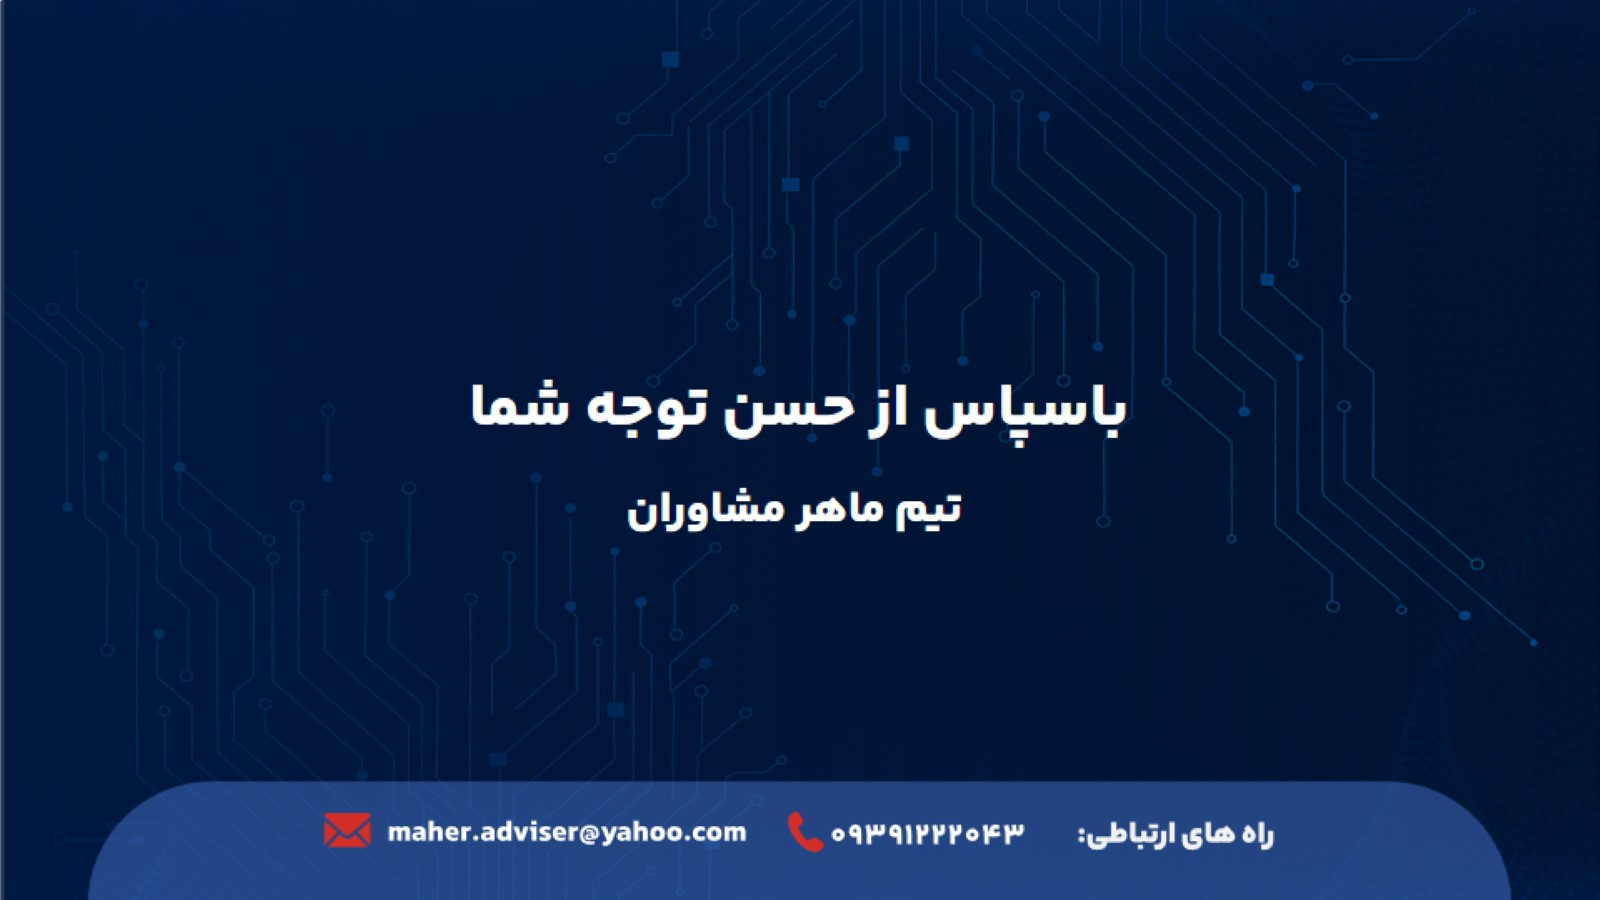 باسپاس از حسن توجه شما
تیم ماهر مشاوران
راه های ارتباطی: ۰۹۳۹۱۲۲۲۰۴۳ maher.adviser@yahoo.com